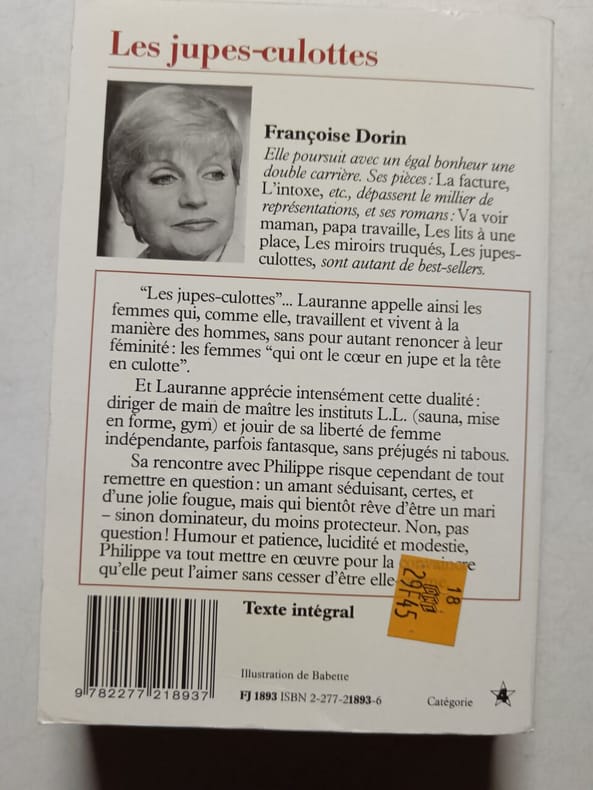 Les jupes-culottes
Françoise Dorin
Elle poursuit avec un égal bonheur une
double carrière. Ses pièces : La facture,
L'intoxe, etc., dépassent le millier de
représentations, et ses romans : Va voir
maman, papa travaille, Les lits à une
place, Les miroirs truqués, Les jupes-
culottes, sont autant de best-sellers.
"Les jupes-culottes"... Lauranne appelle ainsi les
femmes qui, comme elle, travaillent et vivent à la
manière des hommes, sans pour autant renoncer à leur
féminité : les femmes "qui ont le cœur en jupe et la tête
en culotte".
Et Lauranne apprécie intensément cette dualité :
diriger de main de maître les instituts L.L. (sauna, mise
en forme, gym) et jouir de sa liberté de femme
indépendante, parfois fantasque, sans préjugés ni tabous.
Sa rencontre avec Philippe risque cependant de tout
remettre en question : un amant séduisant, certes, et
d'une jolie fougue, mais qui bientôt rêve d'être un mari
– sinon dominateur, du moins protecteur. Non, pas
question ! Humour et patience, lucidité et modestie,
Philippe va tout mettre en œuvre pour la convaincre
qu'elle peut l'aimer sans cesser d'être elle-
18
29F45
Texte intégral
Illustration de Babette
9 782277 218937
FJ 1893 ISBN 2-277-21893-6
Catégorie 4